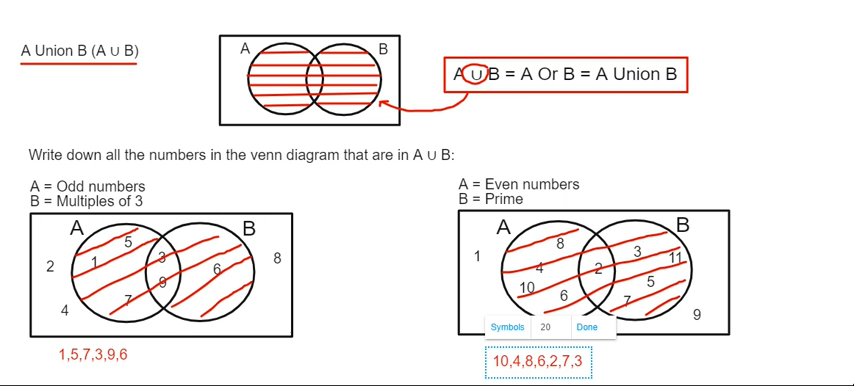 A Union B (A ∪ B)
A B
A ∪ B = A Or B = A Union B
Write down all the numbers in the venn diagram that are in A ∪ B:
A = Odd numbers
B = Multiples of 3
A B
5
1 3
2 6 8
9
7
4
1,5,7,3,9,6
A = Even numbers
B = Prime
A B
8 3
1 11
4 2
10 5
6 7
9
Symbols 20 Done
10,4,8,6,2,7,3